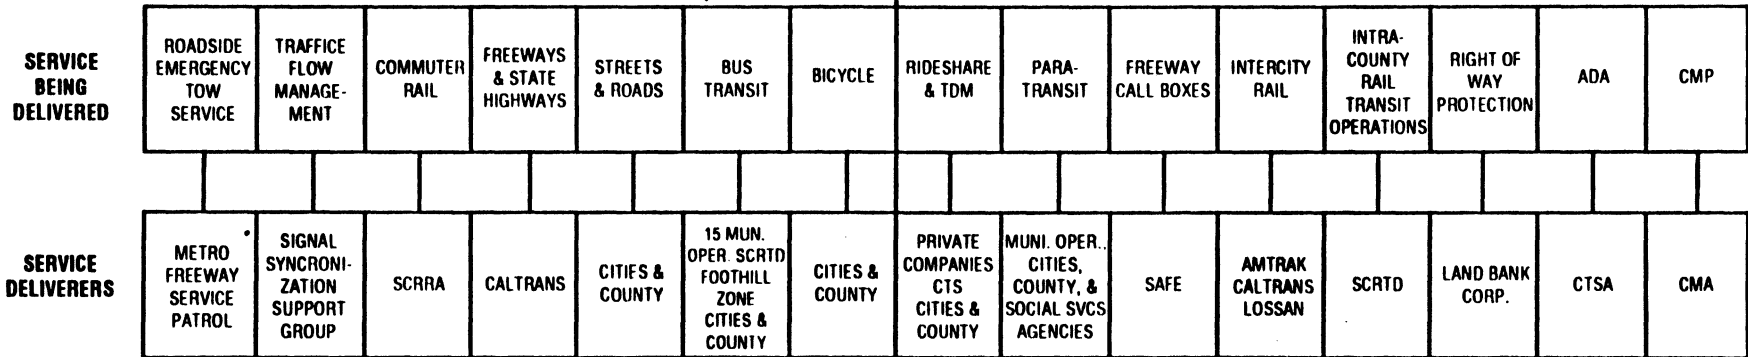 SERVICE
BEING
DELIVERED
ROADSIDE
EMERGENCY
TOW
SERVICE
TRAFFICE
FLOW
MANAGE-
MENT
COMMUTER
RAIL
FREEWAYS
& STATE
HIGHWAYS
STREETS
& ROADS
BUS
TRANSIT
BICYCLE
RIDESHARE
& TDM
PARA-
TRANSIT
FREEWAY
CALL BOXES
INTERCITY
RAIL
INTRA-
COUNTY
RAIL
TRANSIT
OPERATIONS
RIGHT OF
WAY
PROTECTION
ADA
CMP
SERVICE
DELIVERERS
METRO
FREEWAY
SERVICE
PATROL
SIGNAL
SYNCRONI-
ZATION
SUPPORT
GROUP
SCRRA
CALTRANS
CITIES &
COUNTY
15 MUN.
OPER. SCRTD
FOOTHILL
ZONE
CITIES &
COUNTY
CITIES &
COUNTY
PRIVATE
COMPANIES
CTS
CITIES &
COUNTY
MUNI. OPER.,
CITIES,
COUNTY, &
SOCIAL SVCS
AGENCIES
SAFE
AMTRAK
CALTRANS
LOSSAN
SCRTD
LAND BANK
CORP.
CTSA
CMA